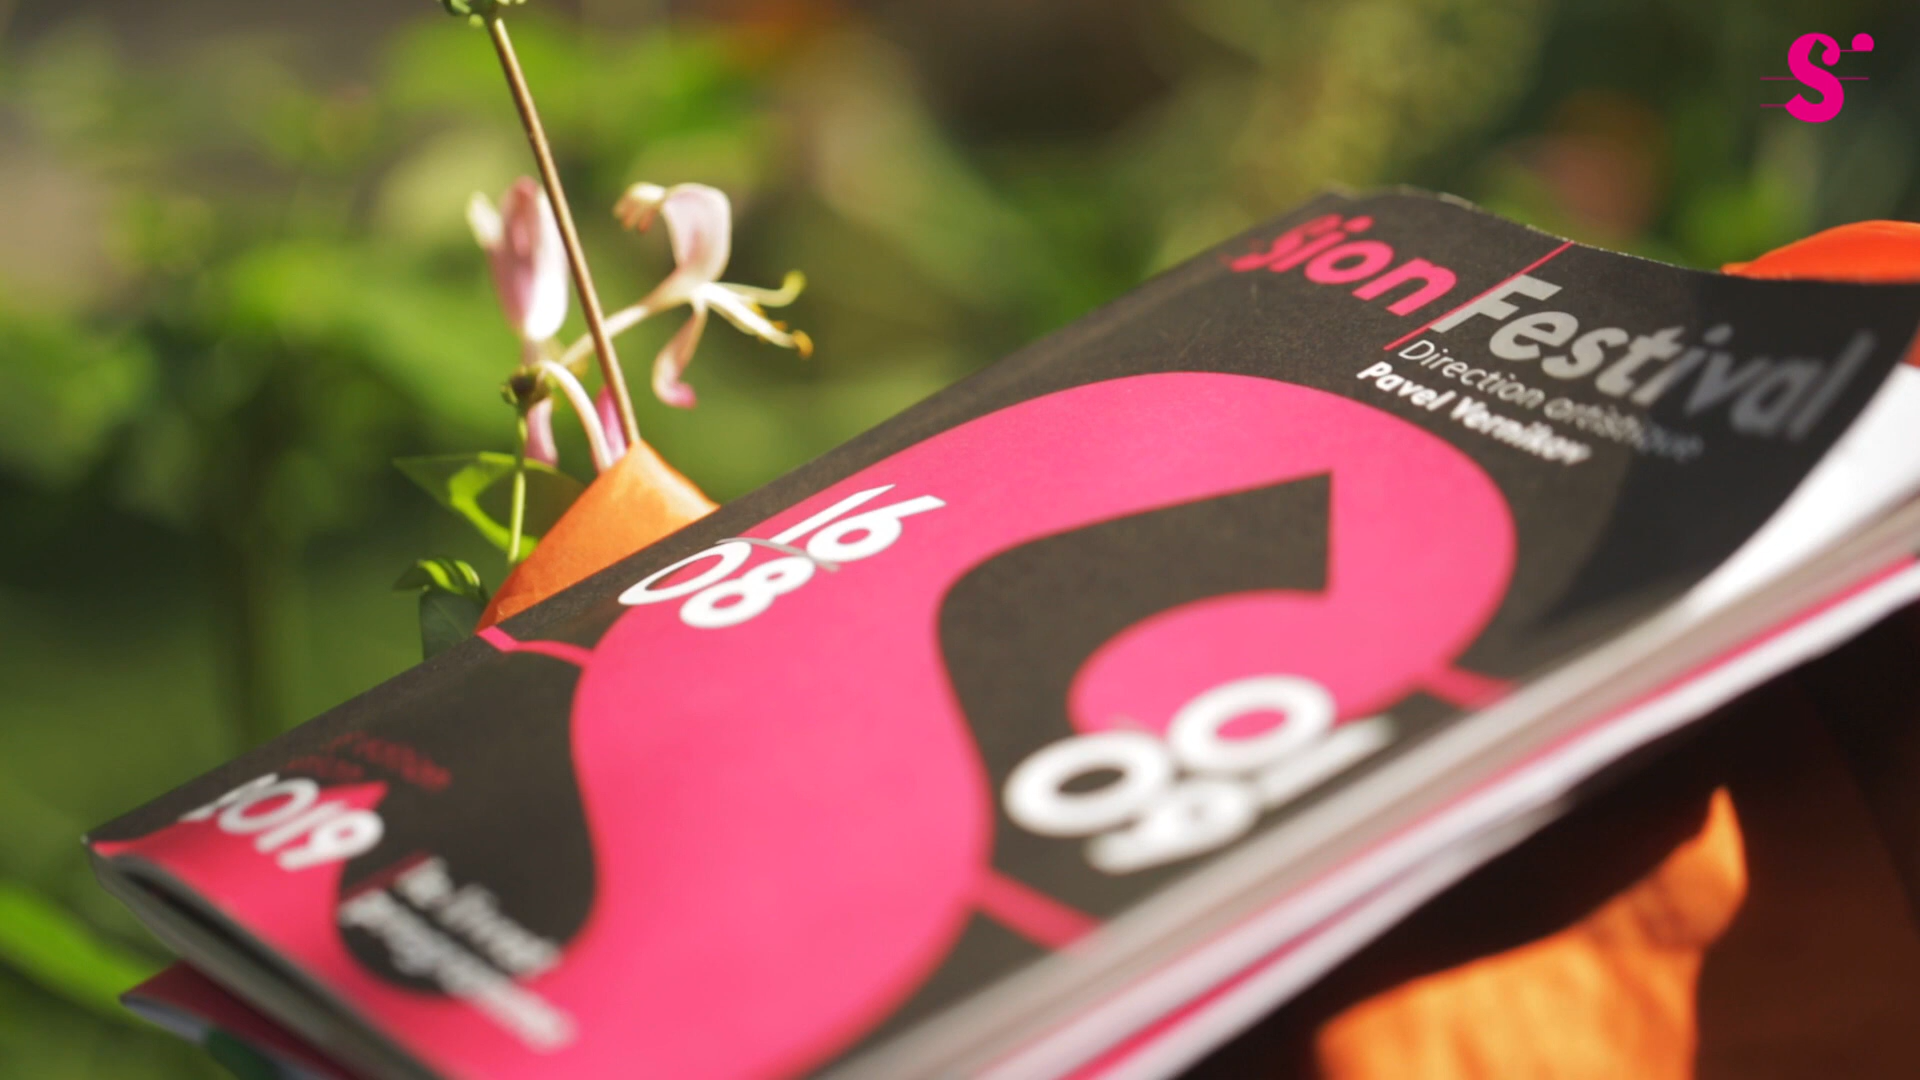 S
Sion Festival
Direction artistique
Pavel Vernikov
16
08
01
09
2019
le livret
programme